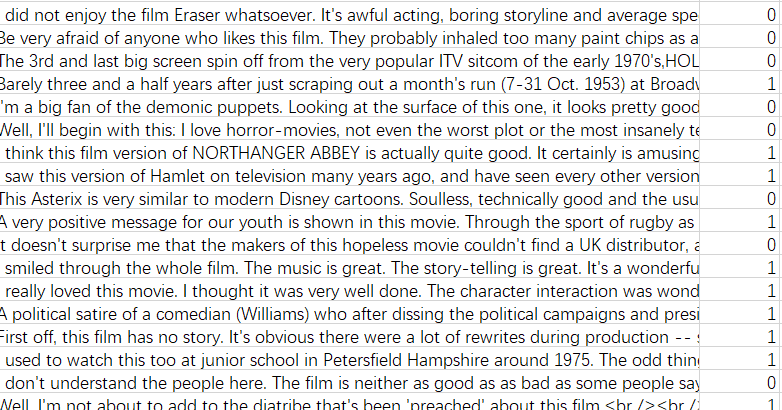 did not enjoy the film Eraser whatsoever. It's awful acting, boring storyline and average spe 0
Be very afraid of anyone who likes this film. They probably inhaled too many paint chips as a 0
The 3rd and last big screen spin off from the very popular ITV sitcom of the early 1970's,HOL 0
Barely three and a half years after just scraping out a month's run (7-31 Oct. 1953) at Broadw 1
I'm a big fan of the demonic puppets. Looking at the surface of this one, it looks pretty good 0
Well, I'll begin with this: I love horror-movies, not even the worst plot or the most insanely te 0
think this film version of NORTHANGER ABBEY is actually quite good. It certainly is amusing 1
saw this version of Hamlet on television many years ago, and have seen every other version 1
This Asterix is very similar to modern Disney cartoons. Soulless, technically good and the usu 0
A very positive message for our youth is shown in this movie. Through the sport of rugby as 1
It doesn't surprise me that the makers of this hopeless movie couldn't find a UK distributor, a 0
smiled through the whole film. The music is great. The story-telling is great. It's a wonderfu 1
really loved this movie. I thought it was very well done. The character interaction was wond 1
A political satire of a comedian (Williams) who after dissing the political campaigns and presi 1
First off, this film has no story. It's obvious there were a lot of rewrites during production -- 1
used to watch this too at junior school in Petersfield Hampshire around 1975. The odd thin 1
don't understand the people here. The film is neither as good as as bad as some people say 0
Well, I'm not about to add to the diatribe that's been 'preached' about this film <br /><br / 1